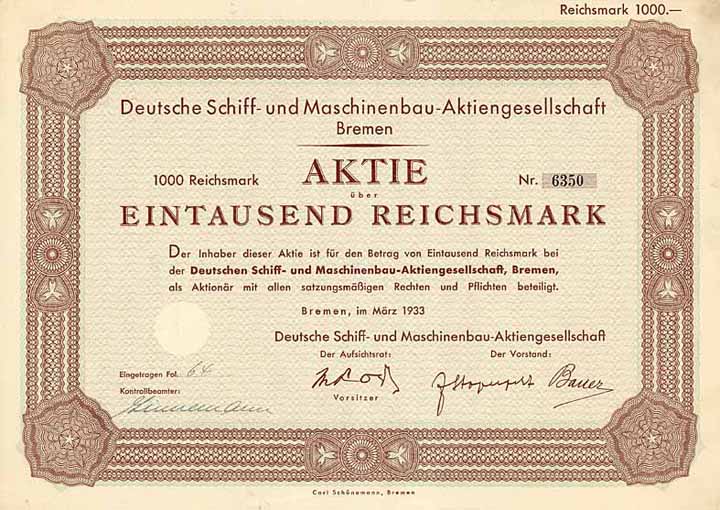 Reichsmark 1000.—
Deutsche Schiff- und Maschinenbau-Aktiengesellschaft
Bremen
1000 Reichsmark AKTIE Nr. 6350
über
EINTAUSEND REICHSMARK
Der Inhaber dieser Aktie ist für den Betrag von Eintausend Reichsmark bei
der Deutschen Schiff- und Maschinenbau-Aktiengesellschaft, Bremen,
als Aktionär mit allen satzungsmäßigen Rechten und Pflichten beteiligt.
Bremen, im März 1933
Deutsche Schiff- und Maschinenbau-Aktiengesellschaft
Der Aufsichtsrat: Der Vorstand:
Eingetragen Fol. 64
Bauer
Vorsitzer
Kontrollbeamter:
Carl Schünemann, Bremen